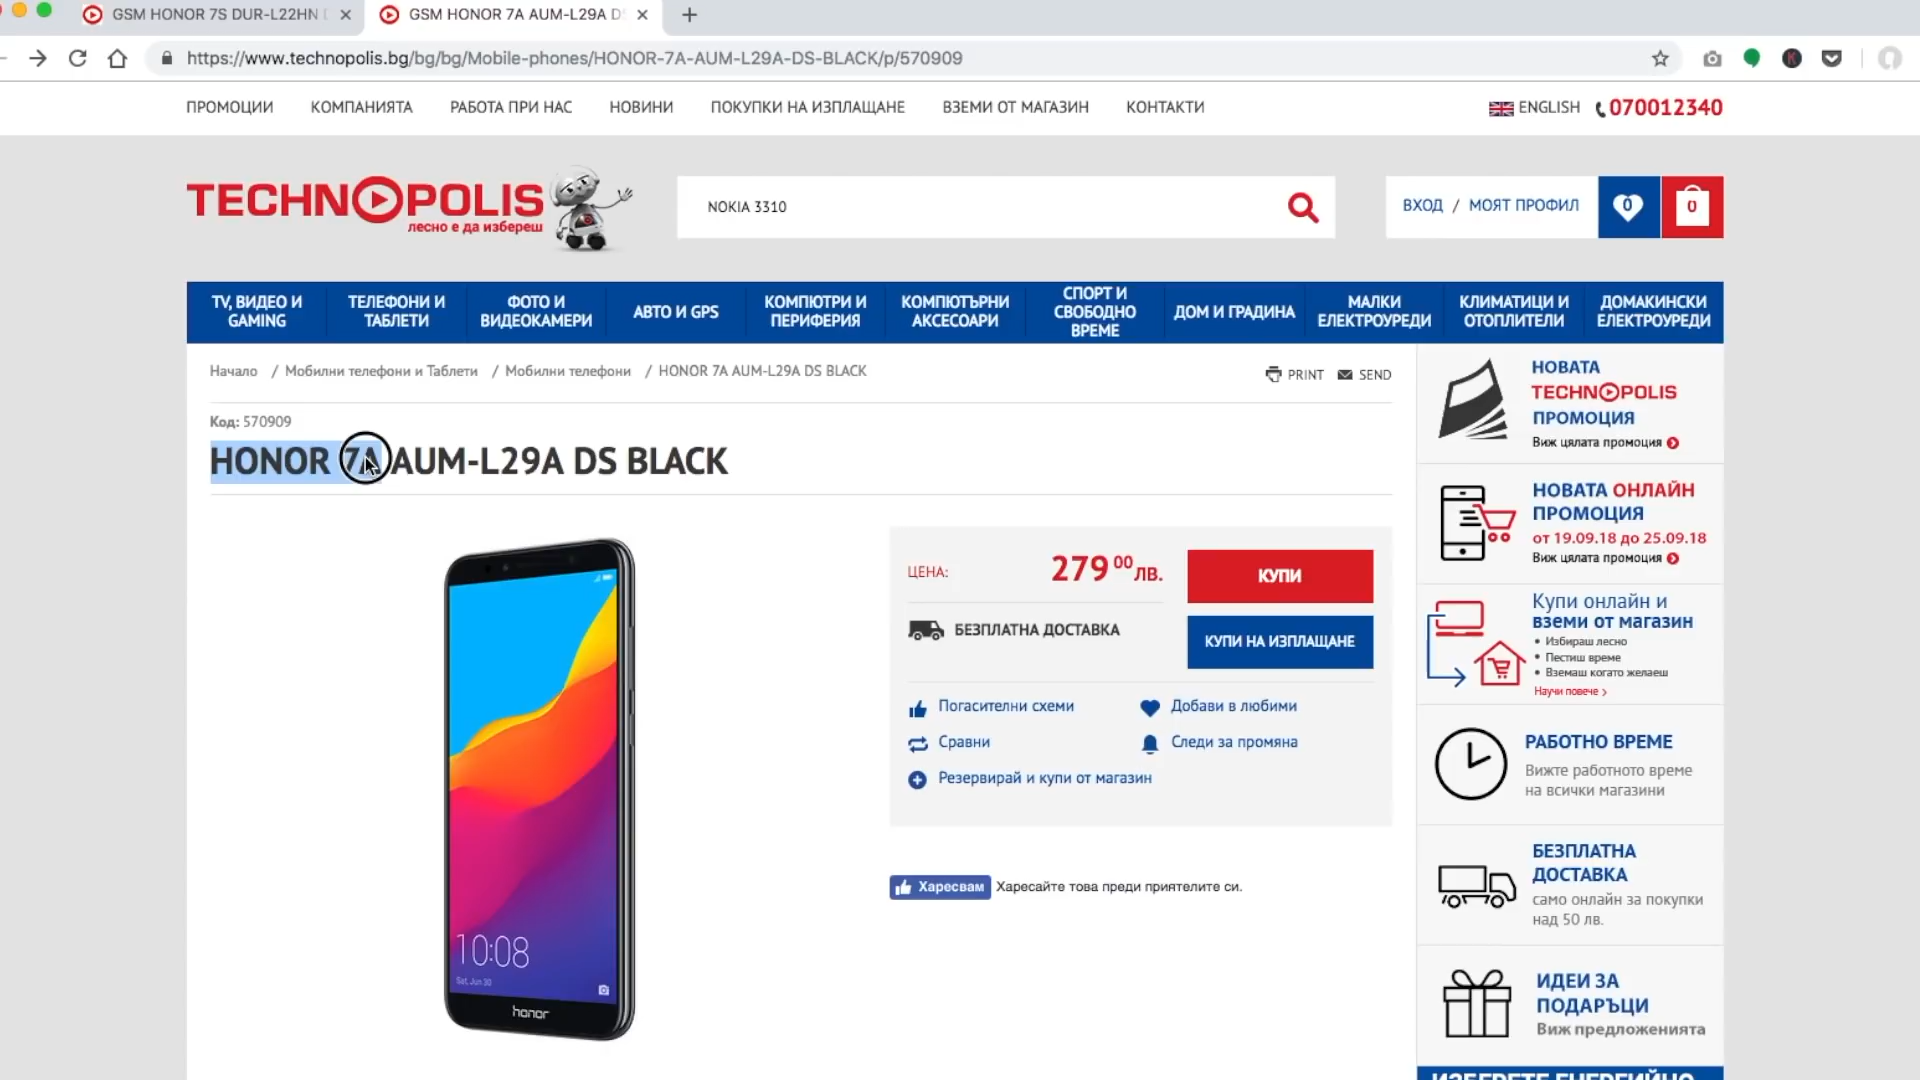 GSM HONOR 7S DUR-L22HN
GSM HONOR 7A AUM-L29A D
https://www.technopolis.bg/bg/bg/Mobile-phones/HONOR-7A-AUM-L29A-DS-BLACK/p/570909
ПРОМОЦИИ КОМПАНИЯТА РАБОТА ПРИ НАС НОВИНИ ПОКУПКИ НА ИЗПЛАЩАНЕ ВЗЕМИ ОТ МАГАЗИН КОНТАКТИ ENGLISH 070012340
TECHNOPOLIS
лесно е да избереш
NOKIA 3310
ВХОД / МОЯТ ПРОФИЛ 0 0
TV, ВИДЕО И GAMING
ТЕЛЕФОНИ И ТАБЛЕТИ
ФОТО И ВИДЕОКАМЕРИ
АВТО И GPS
КОМПЮТРИ И ПЕРИФЕРИЯ
КОМПЮТЪРНИ АКСЕСОАРИ
СПОРТ И СВОБОДНО ВРЕМЕ
ДОМ И ГРАДИНА
МАЛКИ ЕЛЕКТРОУРЕДИ
КЛИМАТИЦИ И ОТОПЛИТЕЛИ
ДОМАКИНСКИ ЕЛЕКТРОУРЕДИ
Начало / Мобилни телефони и Таблети / Мобилни телефони / HONOR 7A AUM-L29A DS BLACK
PRINT SEND
Код: 570909
HONOR 7A AUM-L29A DS BLACK
10:08
Sat, Jun 30
honor
ЦЕНА: 279 00 ЛВ.
КУПИ
БЕЗПЛАТНА ДОСТАВКА
КУПИ НА ИЗПЛАЩАНЕ
Погасителни схеми
Добави в любими
Сравни
Следи за промяна
Резервирай и купи от магазин
Харесвам Харесайте това преди приятелите си.
НОВАТА
TECHNOPOLIS
ПРОМОЦИЯ
Виж цялата промоция
НОВАТА ОНЛАЙН
ПРОМОЦИЯ
от 19.09.18 до 25.09.18
Виж цялата промоция
Купи онлайн и
вземи от магазин
• Избираш лесно
• Пестиш време
• Вземаш когато желаеш
Научи повече ›
РАБОТНО ВРЕМЕ
Вижте работното време
на всички магазини
БЕЗПЛАТНА
ДОСТАВКА
само онлайн за покупки
над 50 лв.
ИДЕИ ЗА
ПОДАРЪЦИ
Виж предложенията
ИЗБЕРЕТЕ ЕНЕРГИЙНО